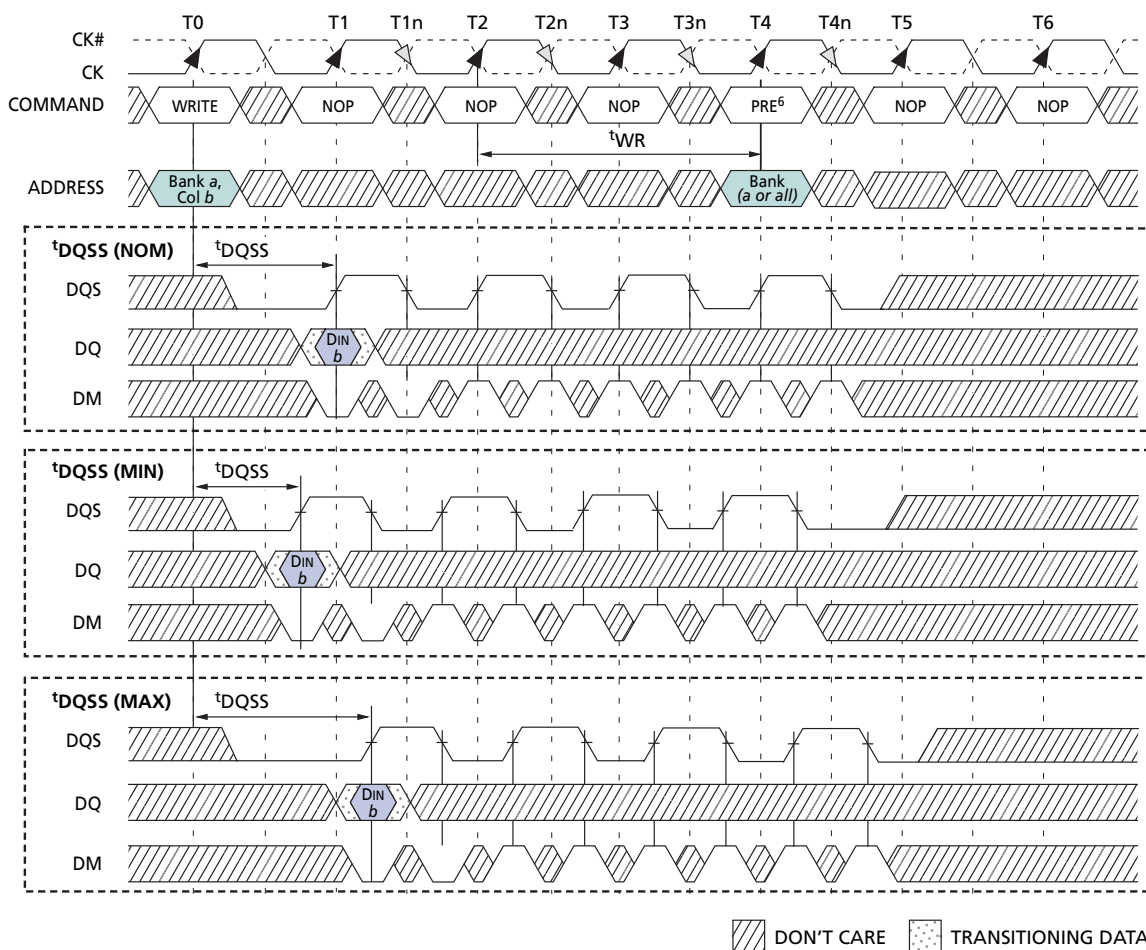 T0 T1 T1n T2 T2n T3 T3n T4 T4n T5 T6
CK#
CK
COMMAND WRITE NOP NOP NOP PRE⁶ NOP NOP
ᵗWR
ADDRESS Bank a, Col b Bank (a or all)
ᵗDQSS (NOM) ᵗDQSS
DQS
DQ DIN b
DM
ᵗDQSS (MIN) ᵗDQSS
DQS
DQ DIN b
DM
ᵗDQSS (MAX) ᵗDQSS
DQS
DQ DIN b
DM
DON'T CARE TRANSITIONING DATA